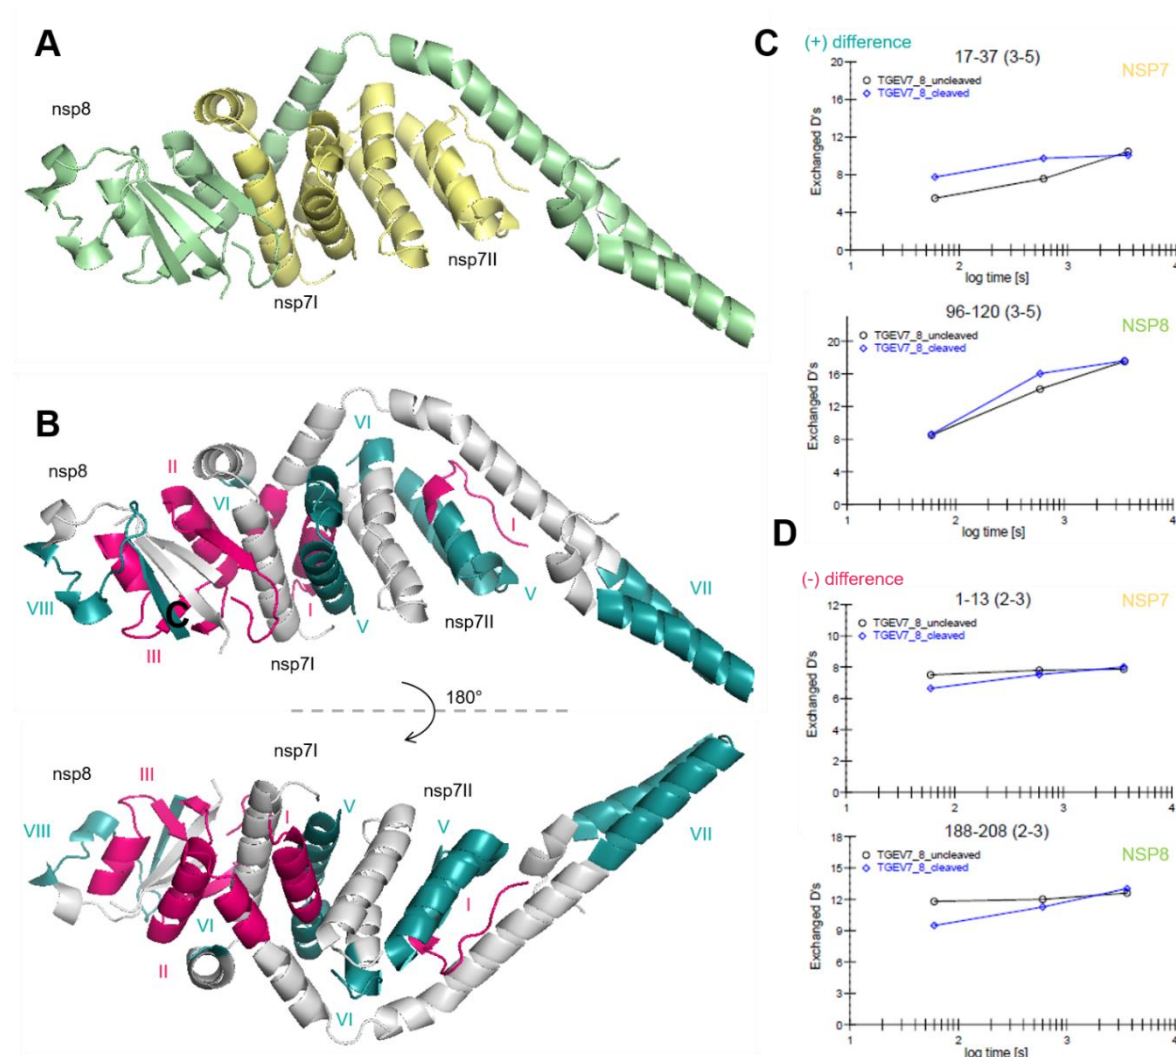 A
nsp8
nsp7I
nsp7II
B
nsp8
II
VI
VI
I
VIII
C
III
I
V
V
VII
nsp7I
nsp7II
180°
nsp7I
nsp8
III
VIII
I
V
nsp7II
V
VII
VI
I
II
VI
C
(+) difference
17-37 (3-5)
NSP7
TGEV7_8_uncleaved
TGEV7_8_cleaved
Exchanged D's
20
16
12
8
4
0
1 2 3 4
log time [s]
96-120 (3-5)
NSP8
TGEV7_8_uncleaved
TGEV7_8_cleaved
Exchanged D's
20
16
12
8
4
0
1 2 3 4
log time [s]
D
(-) difference
1-13 (2-3)
NSP7
TGEV7_8_uncleaved
TGEV7_8_cleaved
Exchanged D's
12
10
8
6
4
2
0
1 2 3 4
log time [s]
188-208 (2-3)
NSP8
TGEV7_8_uncleaved
TGEV7_8_cleaved
Exchanged D's
18
15
12
9
6
3
0
1 2 3 4
log time [s]